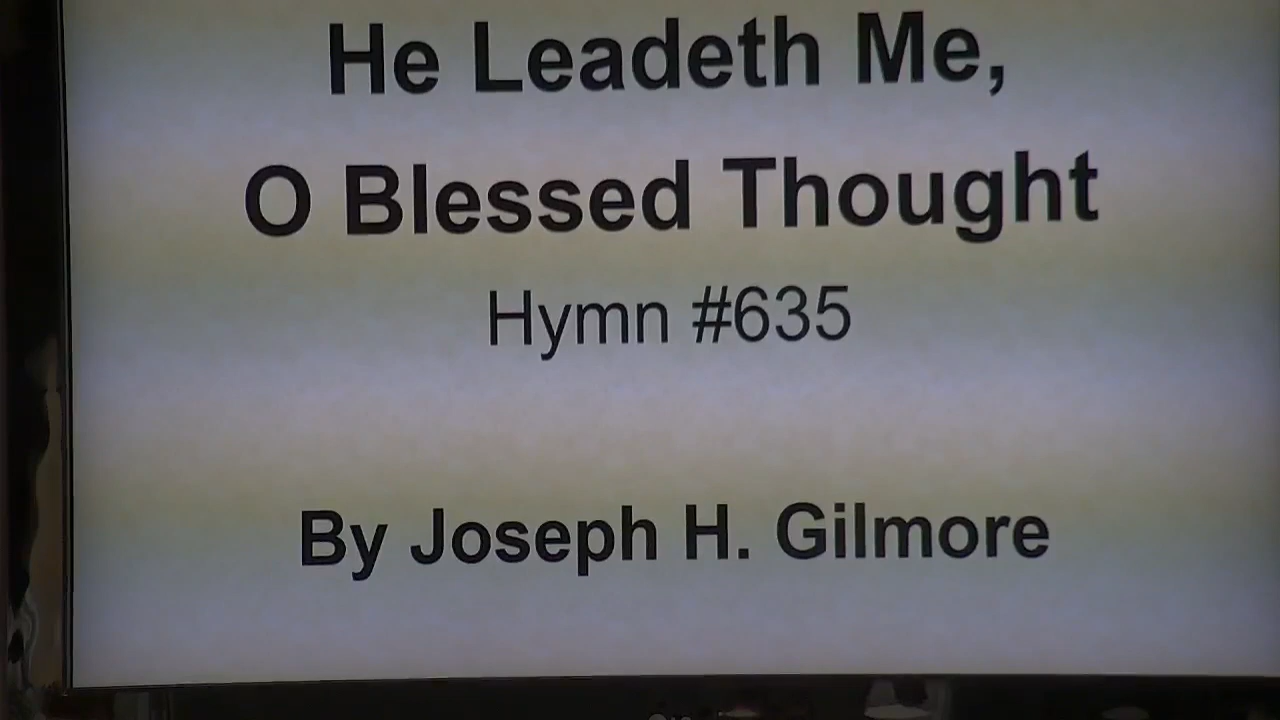 He Leadeth Me,
O Blessed Thought
Hymn #635
By Joseph H. Gilmore